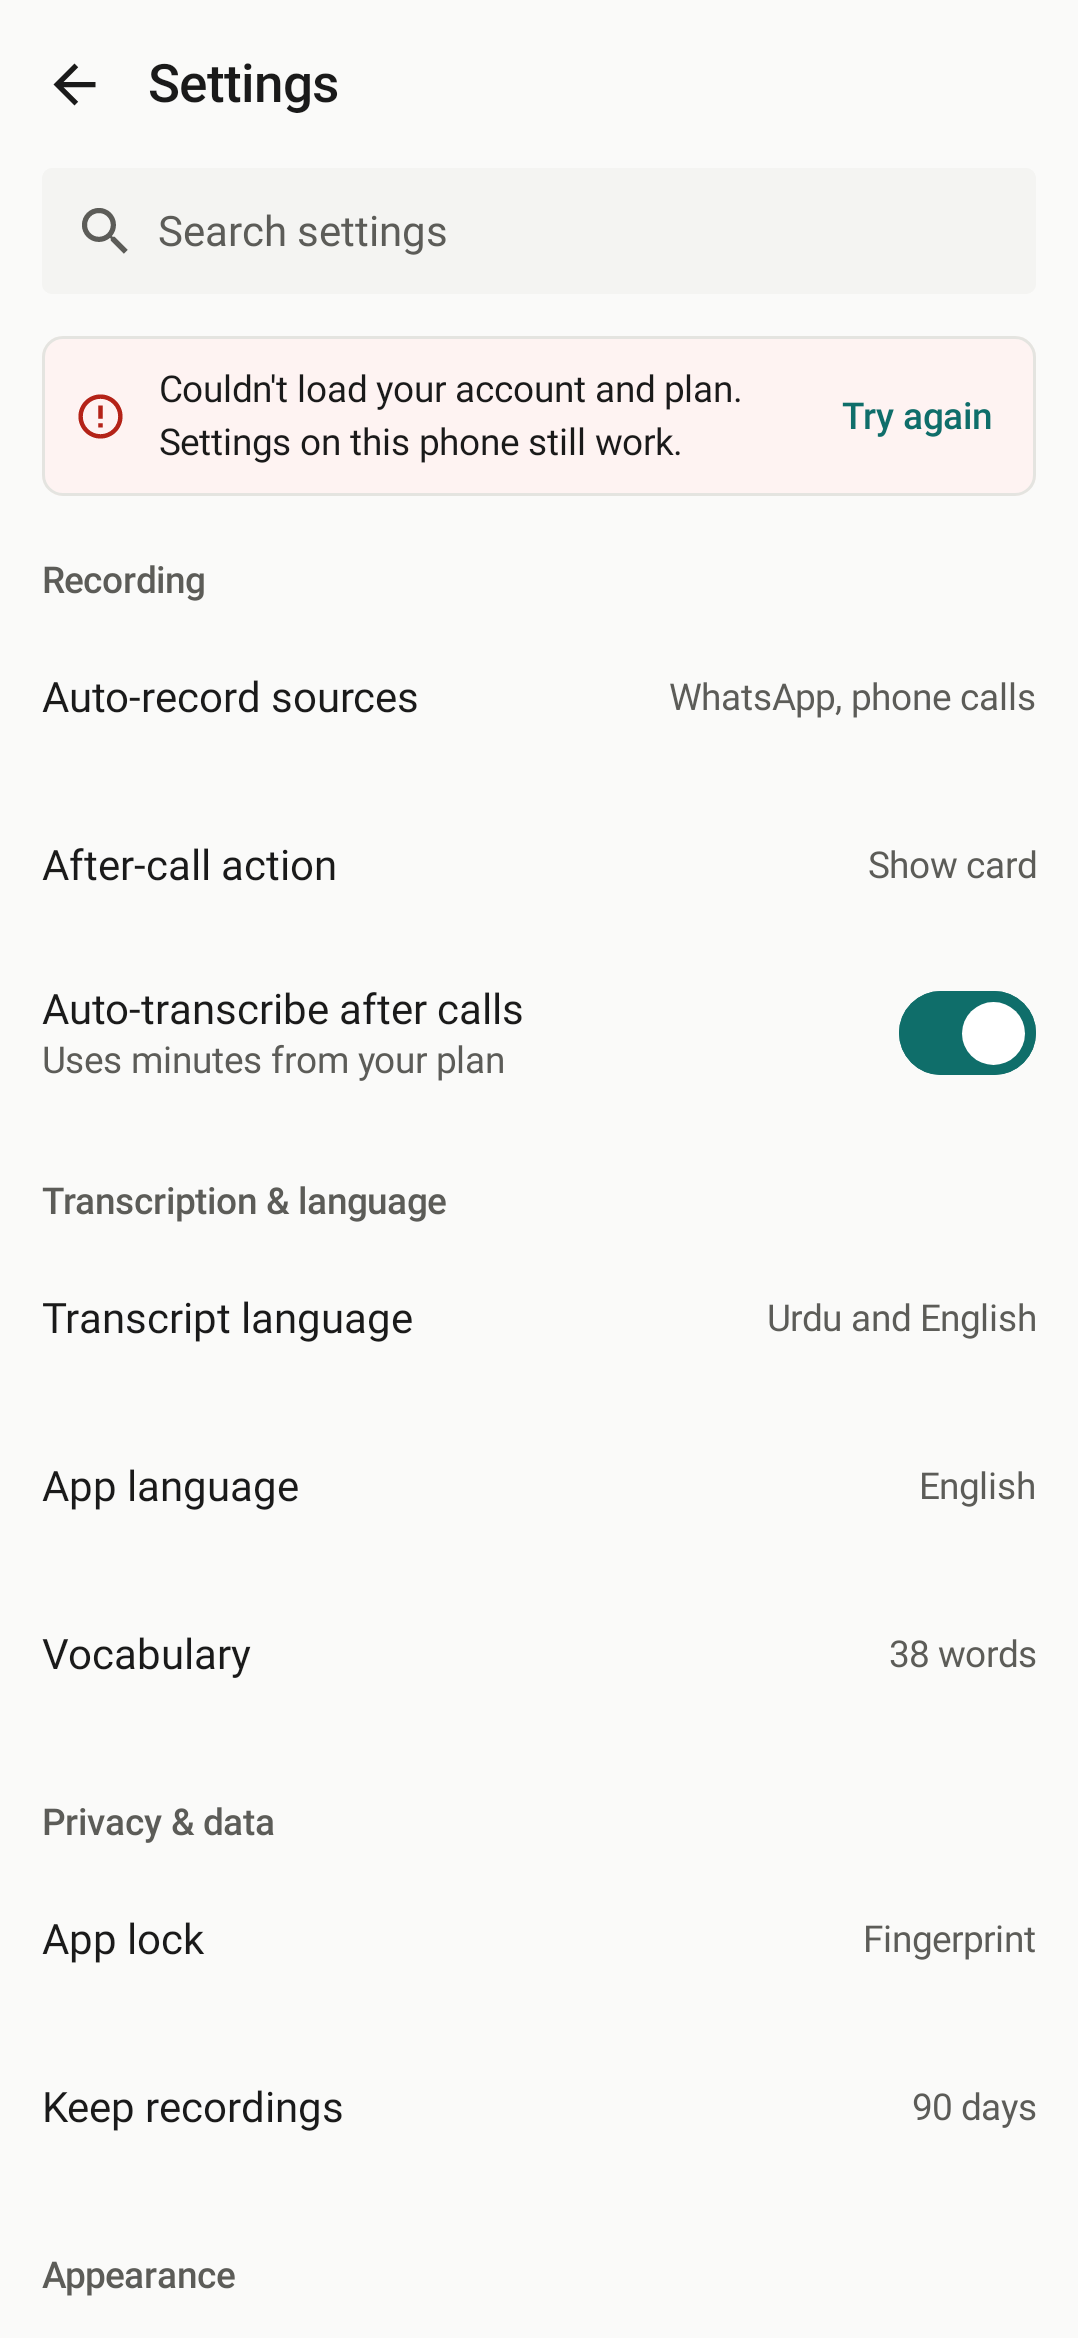 Settings
Search settings
Couldn't load your account and plan.
Settings on this phone still work.
Try again
Recording
Auto-record sources
WhatsApp, phone calls
After-call action
Show card
Auto-transcribe after calls
Uses minutes from your plan
Transcription & language
Transcript language
Urdu and English
App language
English
Vocabulary
38 words
Privacy & data
App lock
Fingerprint
Keep recordings
90 days
Appearance